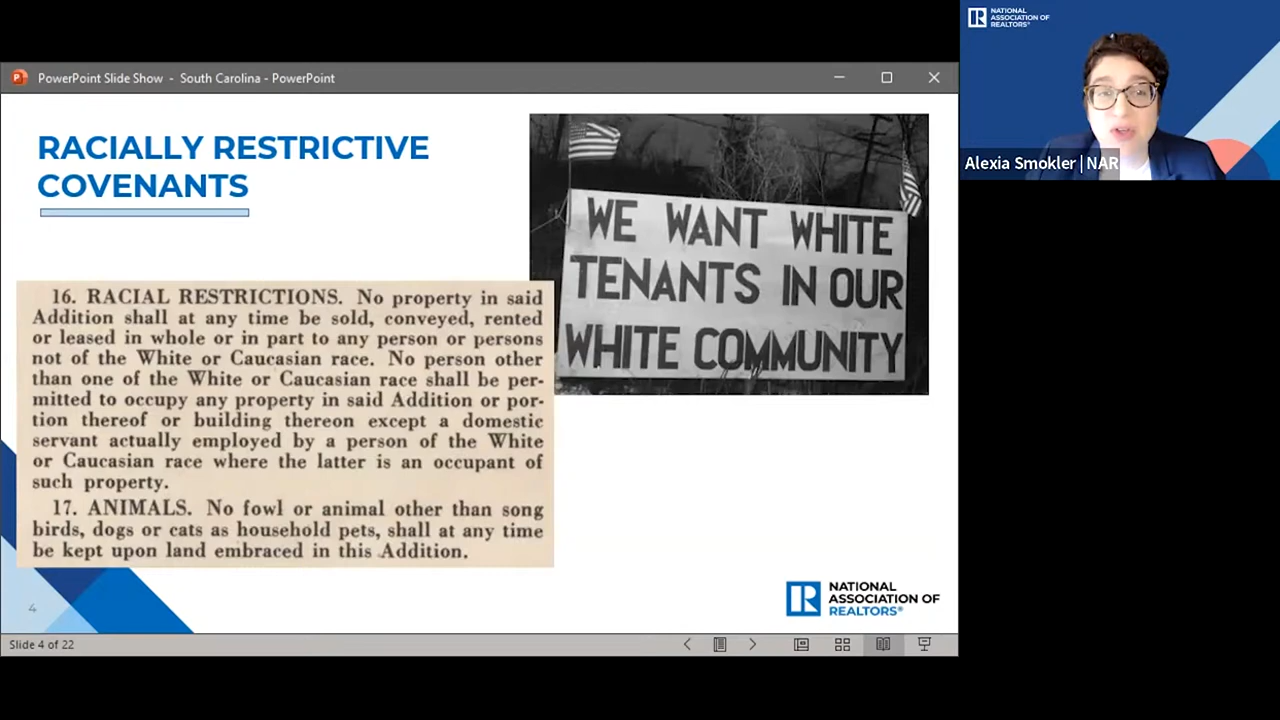 PowerPoint Slide Show - South Carolina - PowerPoint
RACIALLY RESTRICTIVE
COVENANTS
WE WANT WHITE
TENANTS IN OUR
WHITE COMMUNITY
16. RACIAL RESTRICTIONS. No property in said
Addition shall at any time be sold, conveyed, rented
or leased in whole or in part to any person or persons
not of the White or Caucasian race. No person other
than one of the White or Caucasian race shall be per-
mitted to occupy any property in said Addition or por-
tion thereof or building thereon except a domestic
servant actually employed by a person of the White
or Caucasian race where the latter is an occupant of
such property.
17. ANIMALS. No fowl or animal other than song
birds, dogs or cats as household pets, shall at any time
be kept upon land embraced in this Addition.
4
NATIONAL
ASSOCIATION OF
REALTORS®
Slide 4 of 22
NATIONAL
ASSOCIATION OF
REALTORS®
Alexia Smokler | NAR